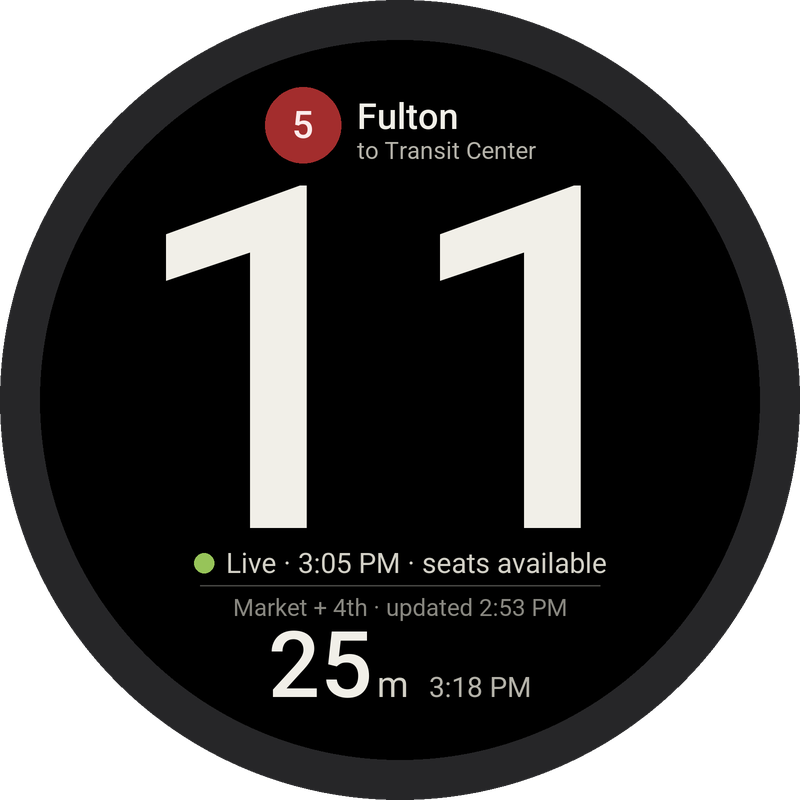 5
Fulton
to Transit Center
11
Live · 3:05 PM · seats available
Market + 4th · updated 2:53 PM
25m 3:18 PM